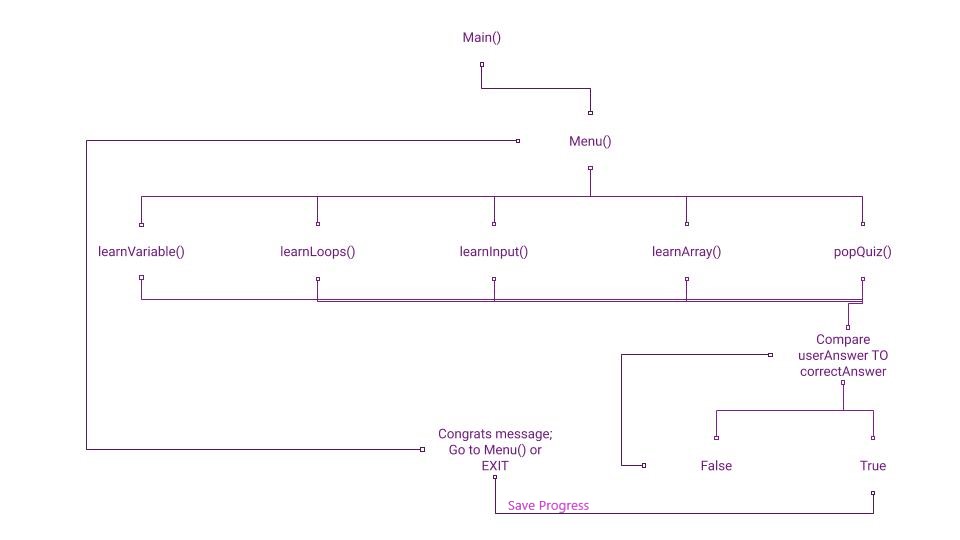 Main()
Menu()
learnVariable()
learnLoops()
learnInput()
learnArray()
popQuiz()
Compare
userAnswer TO
correctAnswer
Congrats message;
Go to Menu() or
EXIT
False
True
Save Progress